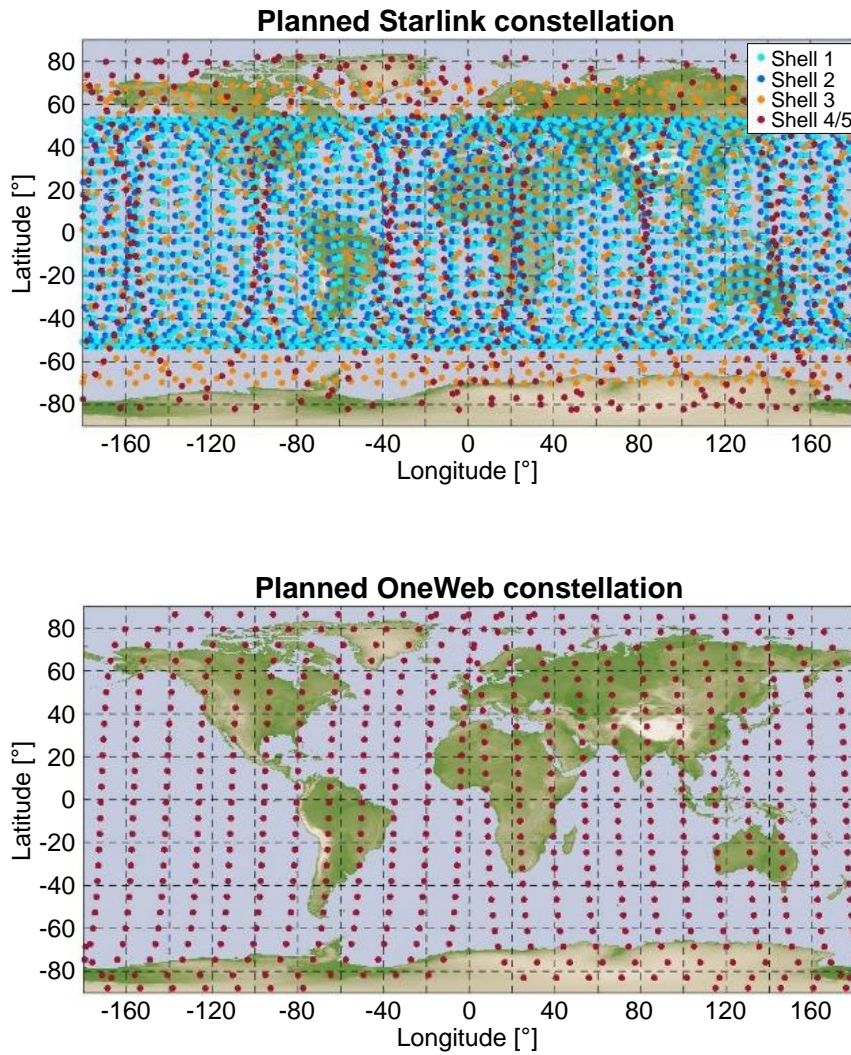 Planned Starlink constellation
Shell 1
Shell 2
Shell 3
Shell 4/5
80
60
40
20
0
-20
-40
-60
-80
Latitude [°]
-160 -120 -80 -40 0 40 80 120 160
Longitude [°]
Planned OneWeb constellation
80
60
40
20
0
-20
-40
-60
-80
Latitude [°]
-160 -120 -80 -40 0 40 80 120 160
Longitude [°]